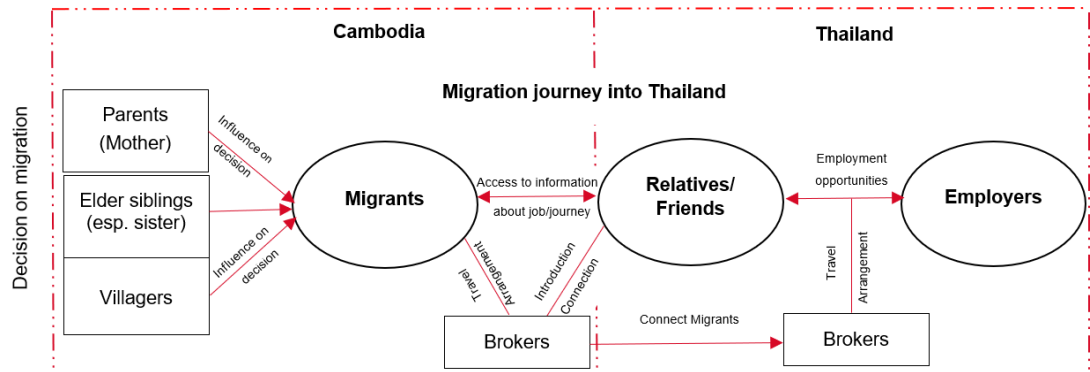 Cambodia
Thailand
Migration journey into Thailand
Decision on migration
Parents
(Mother)
Elder siblings
(esp. sister)
Villagers
Influence on
decision
Influence on
decision
Migrants
Access to information
about job/journey
Relatives/
Friends
Employment
opportunities
Employers
Travel
Arrangement
Introduction
Connection
Travel
Arrangement
Brokers
Connect Migrants
Brokers